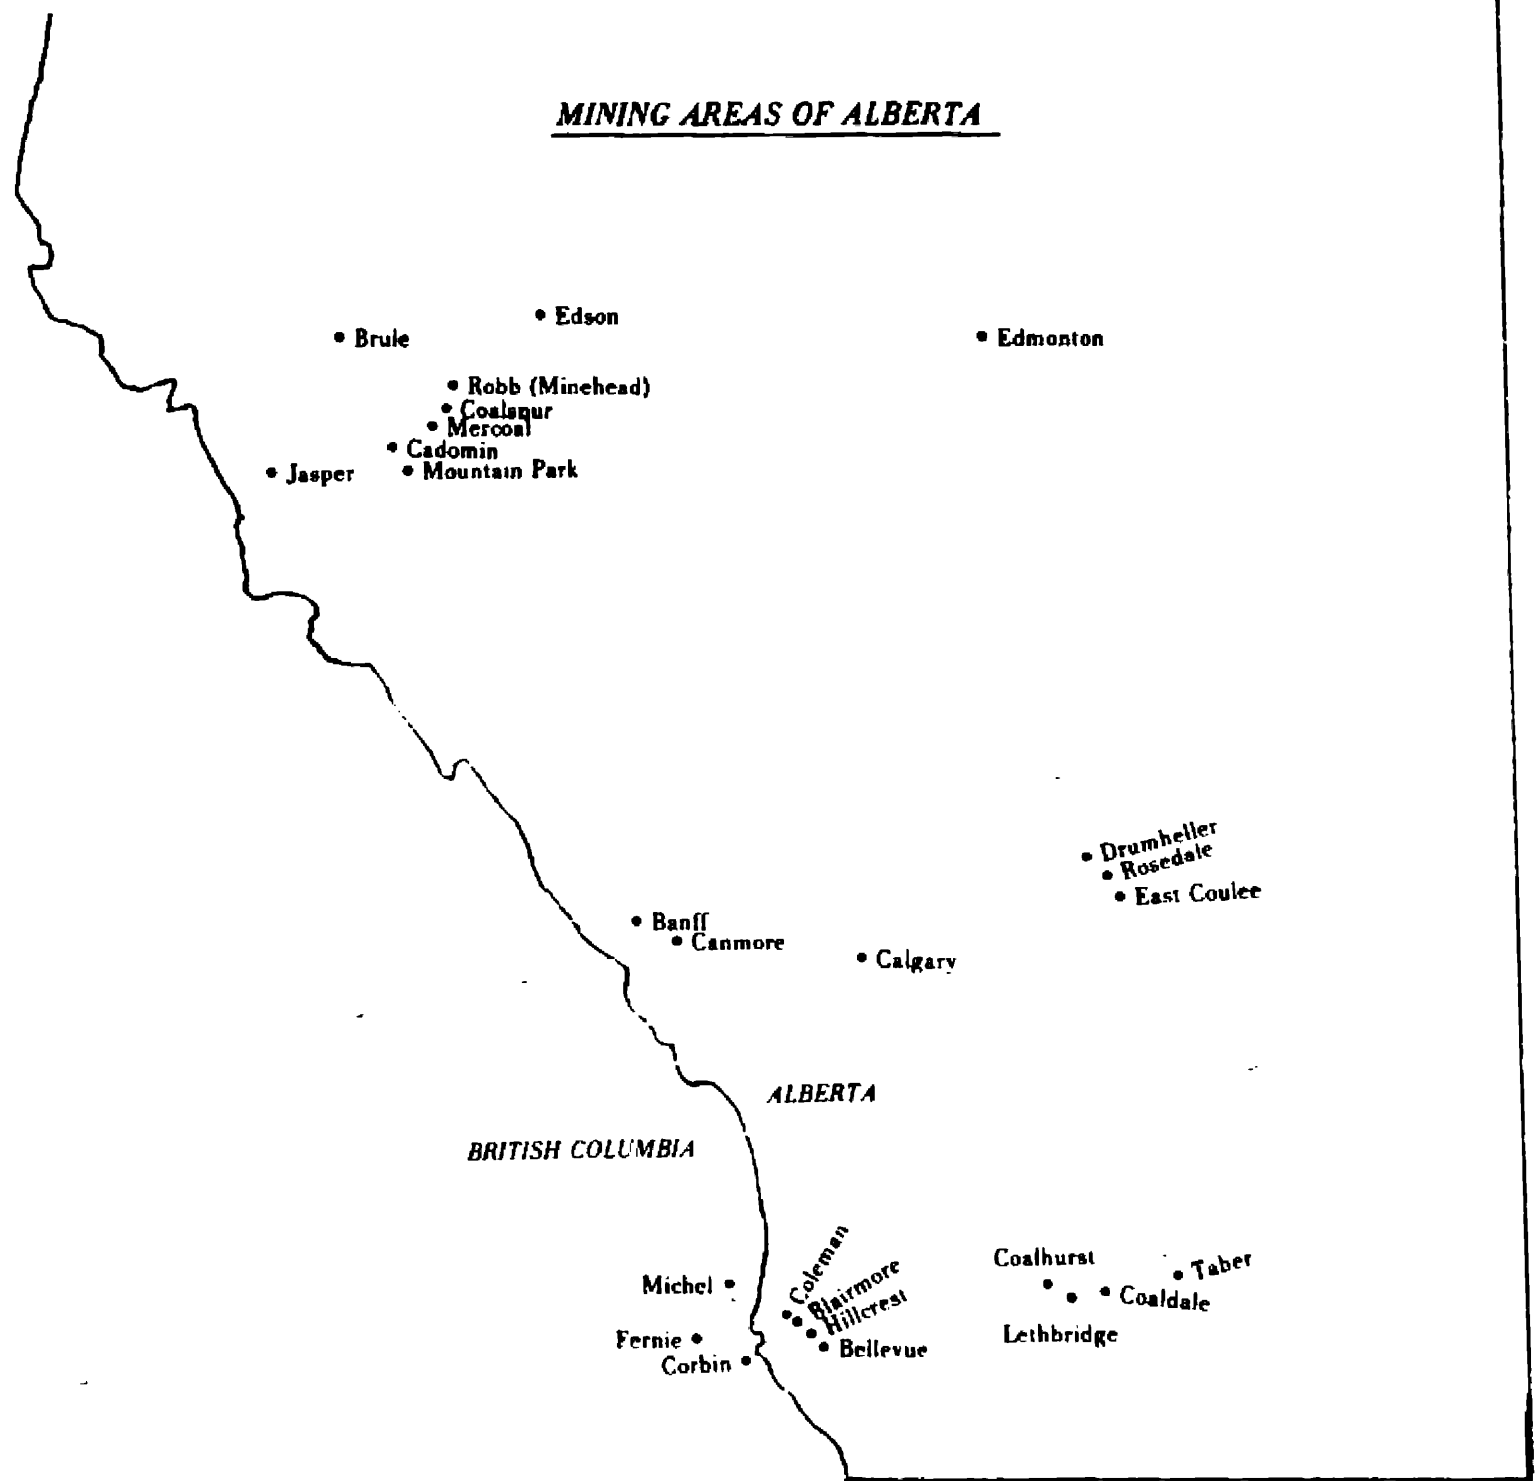 MINING AREAS OF ALBERTA
Edson
Brule
Edmonton
Robb (Minehead)
Coalspur
Mercoal
Cadomin
Jasper
Mountain Park
Drumheller
Rosedale
East Coulee
Banff
Canmore
Calgary
ALBERTA
BRITISH COLUMBIA
Coleman
Blairmore
Hillcrest
Bellevue
Michel
Fernie
Corbin
Coalhurst
Taber
Coaldale
Lethbridge